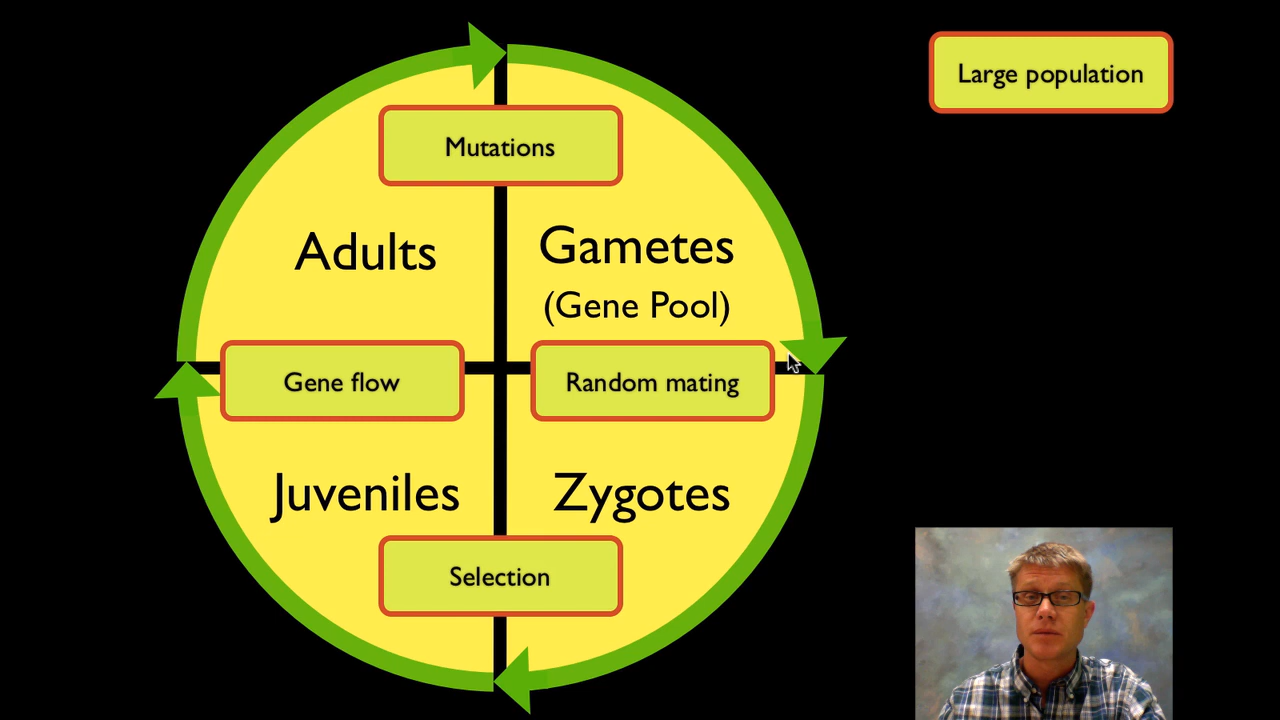 Large population
Mutations
Adults
Gametes
(Gene Pool)
Gene flow
Random mating
Juveniles
Zygotes
Selection